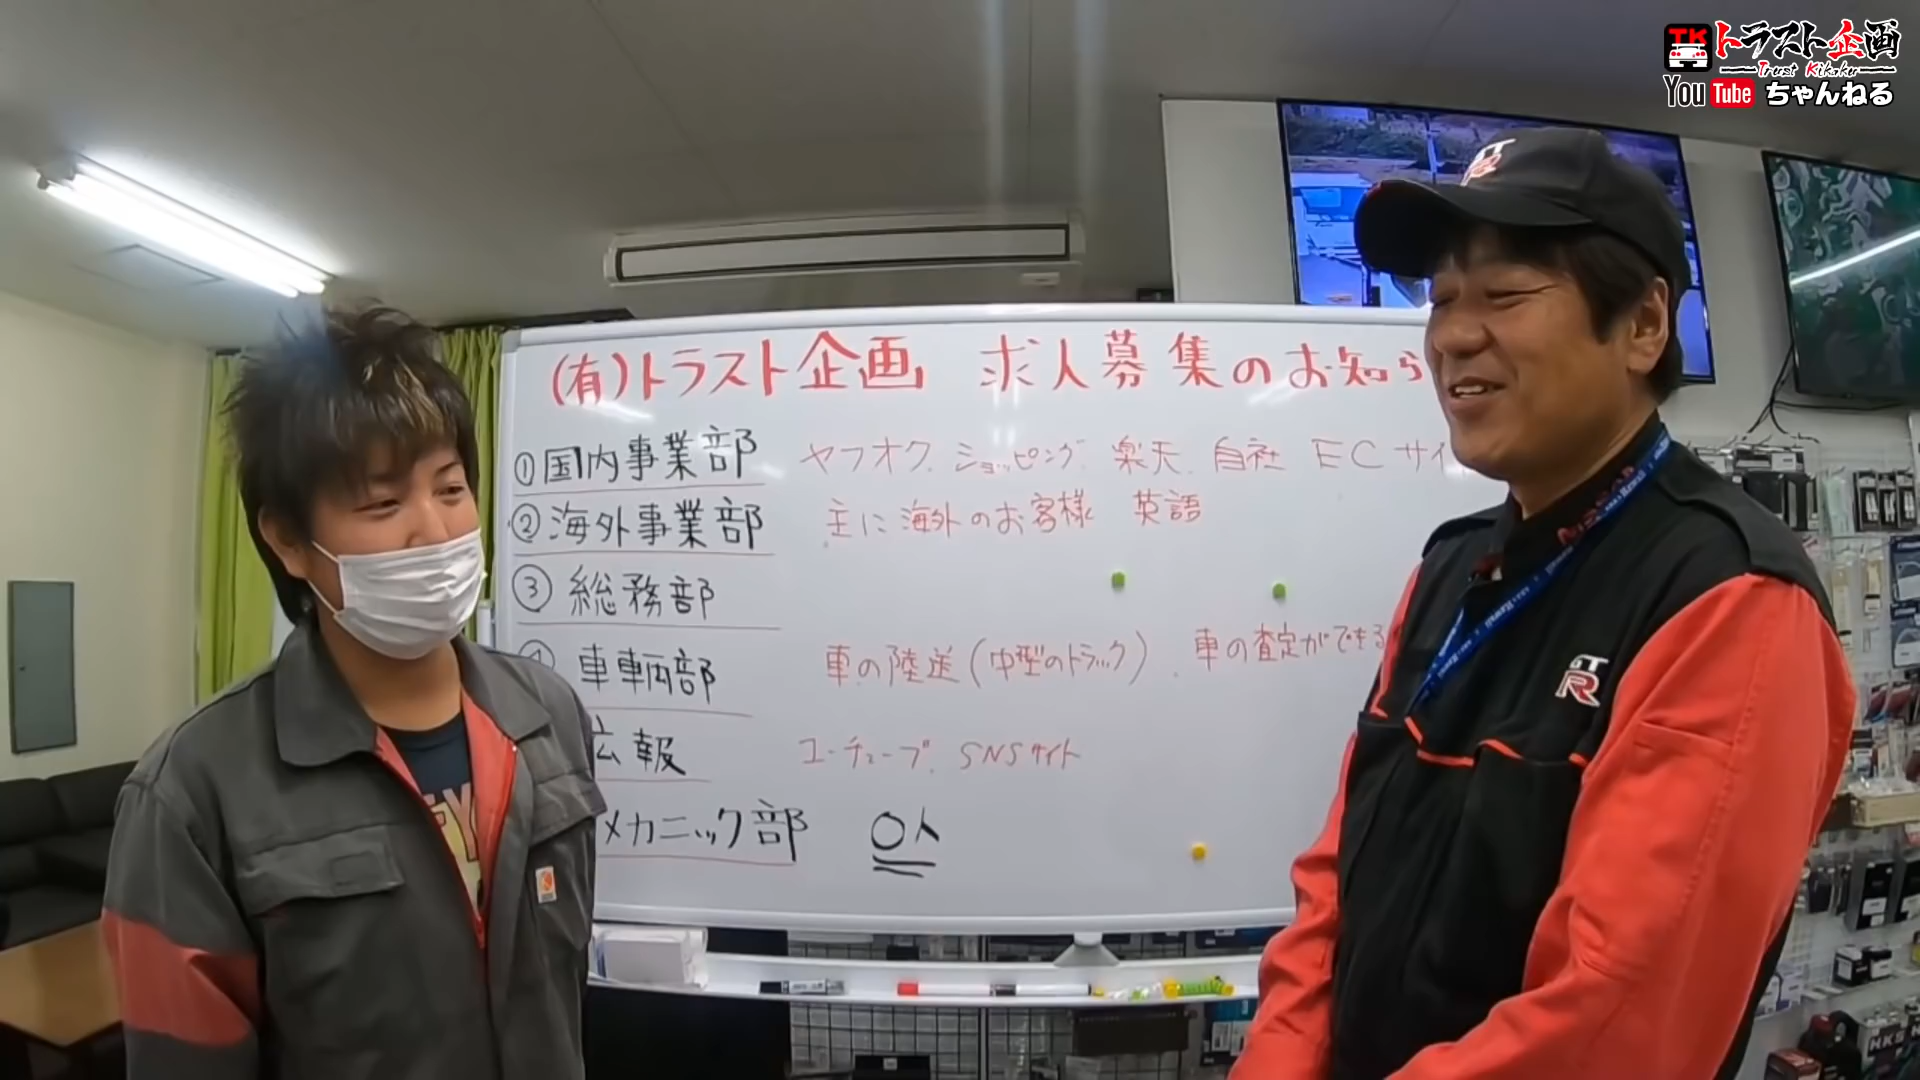 TK トラスト企画
Trust Kikaku
YouTube ちゃんねる
GT
R
(有)トラスト企画 求人募集のお知ら
①国内事業部 ヤフオク. ショッピング. 楽天. 自社 ECサイ
②海外事業部 主に海外のお客様 英語
③ 総務部
車輌部 車の陸送(中型のトラック). 車の査定ができる
広報 ユーチューブ. SNSサイト
メカニック部
GT
R
HKS